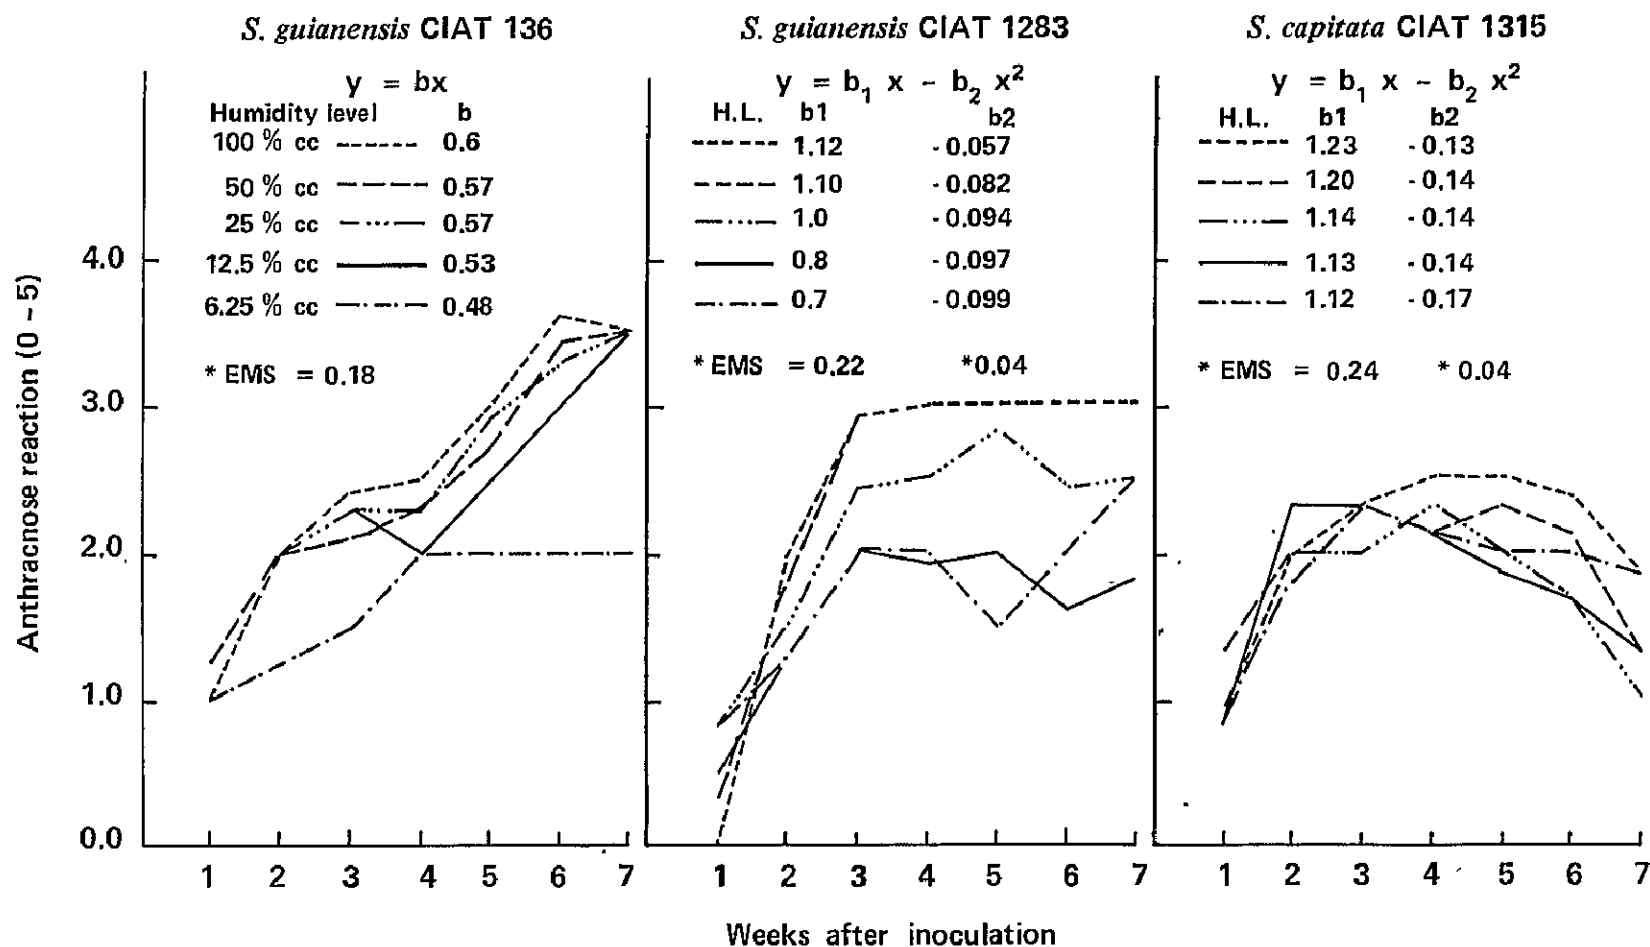 S. guianensis CIAT 136
y = bx
Humidity level b
100 % cc 0.6
50 % cc 0.57
25 % cc 0.57
12.5 % cc 0.53
6.25 % cc 0.48
* EMS = 0.18
S. guianensis CIAT 1283
y = b1 x - b2 x2
H.L. b1 b2
1.12 -0.057
1.10 -0.082
1.0 -0.094
0.8 -0.097
0.7 -0.099
* EMS = 0.22 *0.04
S. capitata CIAT 1315
y = b1 x - b2 x2
H.L. b1 b2
1.23 -0.13
1.20 -0.14
1.14 -0.14
1.13 -0.14
1.12 -0.17
* EMS = 0.24 * 0.04
Anthracnose reaction (0 - 5)
4.0
3.0
2.0
1.0
0.0
1 2 3 4 5 6 7
1 2 3 4 5 6 7
1 2 3 4 5 6 7
Weeks after inoculation